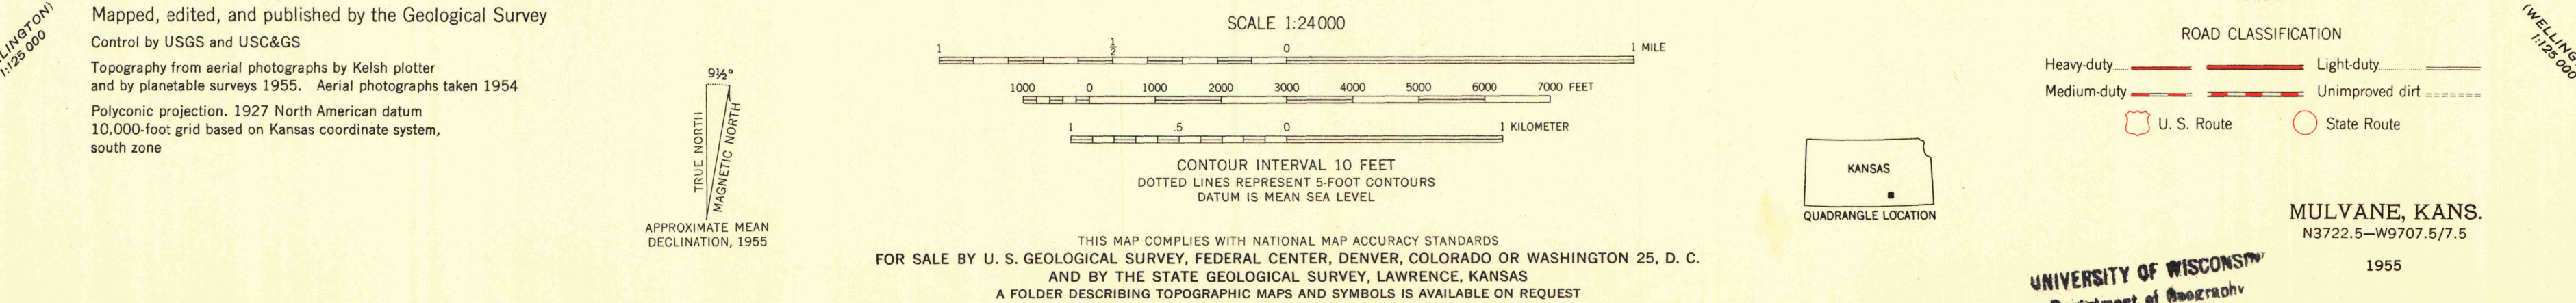 Mapped, edited, and published by the Geological Survey
Control by USGS and USC&GS
Topography from aerial photographs by Kelsh plotter
and by planetable surveys 1955. Aerial photographs taken 1954
Polyconic projection. 1927 North American datum
10,000-foot grid based on Kansas coordinate system,
south zone
1:125 000
9½°
TRUE NORTH
MAGNETIC NORTH
APPROXIMATE MEAN
DECLINATION, 1955
SCALE 1:24000
1 ½ 0 1 MILE
1000 0 1000 2000 3000 4000 5000 6000 7000 FEET
1 .5 0 1 KILOMETER
CONTOUR INTERVAL 10 FEET
DOTTED LINES REPRESENT 5-FOOT CONTOURS
DATUM IS MEAN SEA LEVEL
THIS MAP COMPLIES WITH NATIONAL MAP ACCURACY STANDARDS
FOR SALE BY U. S. GEOLOGICAL SURVEY, FEDERAL CENTER, DENVER, COLORADO OR WASHINGTON 25, D. C.
AND BY THE STATE GEOLOGICAL SURVEY, LAWRENCE, KANSAS
A FOLDER DESCRIBING TOPOGRAPHIC MAPS AND SYMBOLS IS AVAILABLE ON REQUEST
KANSAS
QUADRANGLE LOCATION
ROAD CLASSIFICATION
Heavy-duty Light-duty
Medium-duty Unimproved dirt
U. S. Route State Route
1:125 000
MULVANE, KANS.
N3722.5—W9707.5/7.5
1955
UNIVERSITY OF WISCONSIN
of Geography